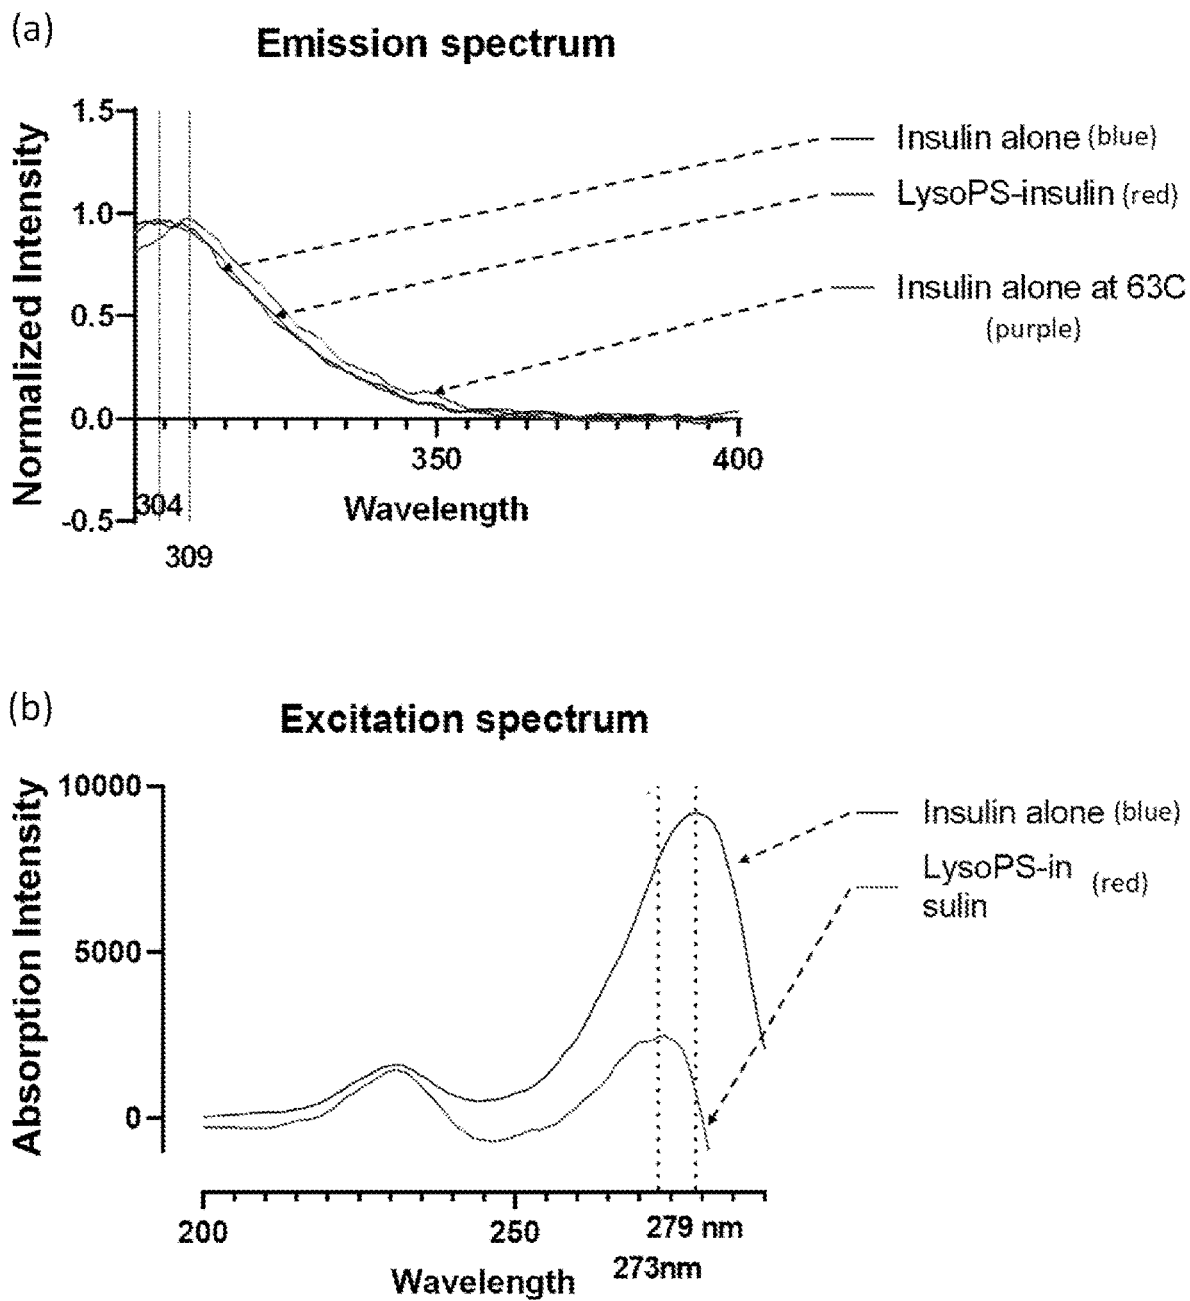 (a)
Emission spectrum
Normalized Intensity
1.5
1.0
0.5
0.0
-0.5
304
309
350
400
Wavelength
Insulin alone (blue)
LysoPS-insulin (red)
Insulin alone at 63C
(purple)
(b)
Excitation spectrum
Absorption Intensity
10000
5000
0
200
250
279 nm
273nm
Wavelength
Insulin alone (blue)
LysoPS-in (red)
sulin